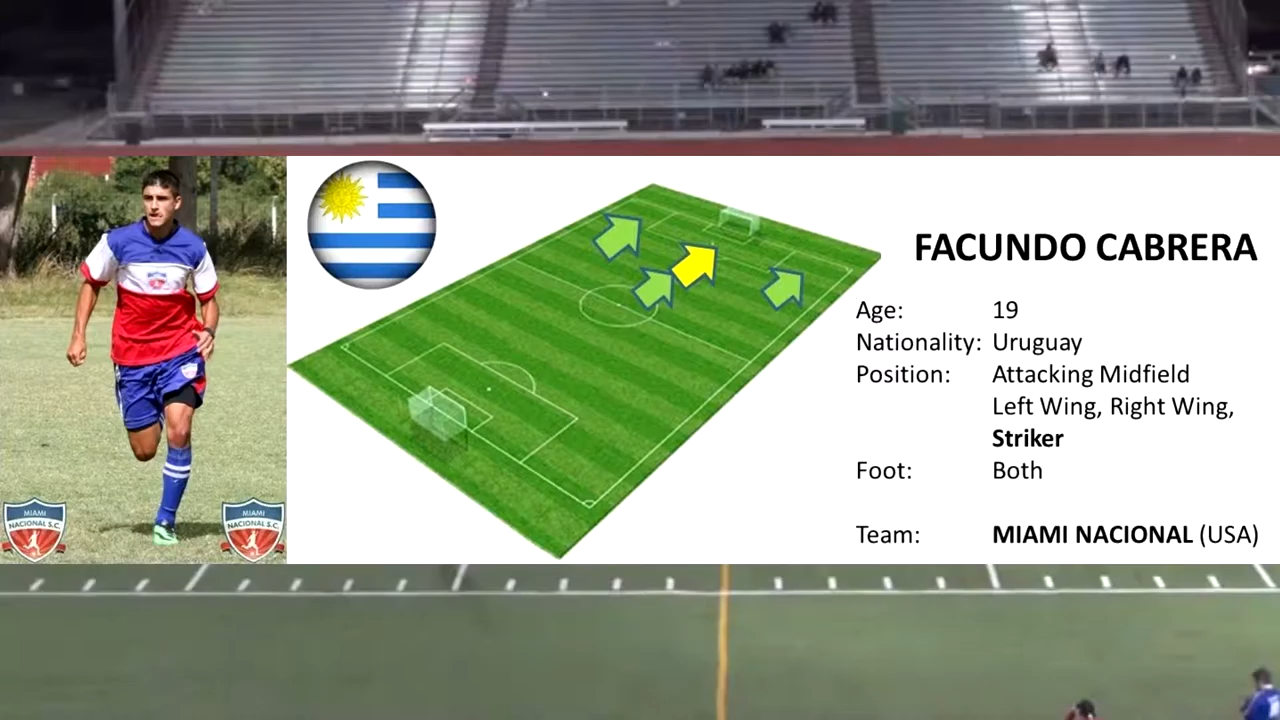 FACUNDO CABRERA
Age: 19
Nationality: Uruguay
Position: Attacking Midfield
Left Wing, Right Wing,
Striker
Foot: Both
Team: MIAMI NACIONAL (USA)
MIAMI
NACIONAL S.C.
MIAMI
NACIONAL S.C.